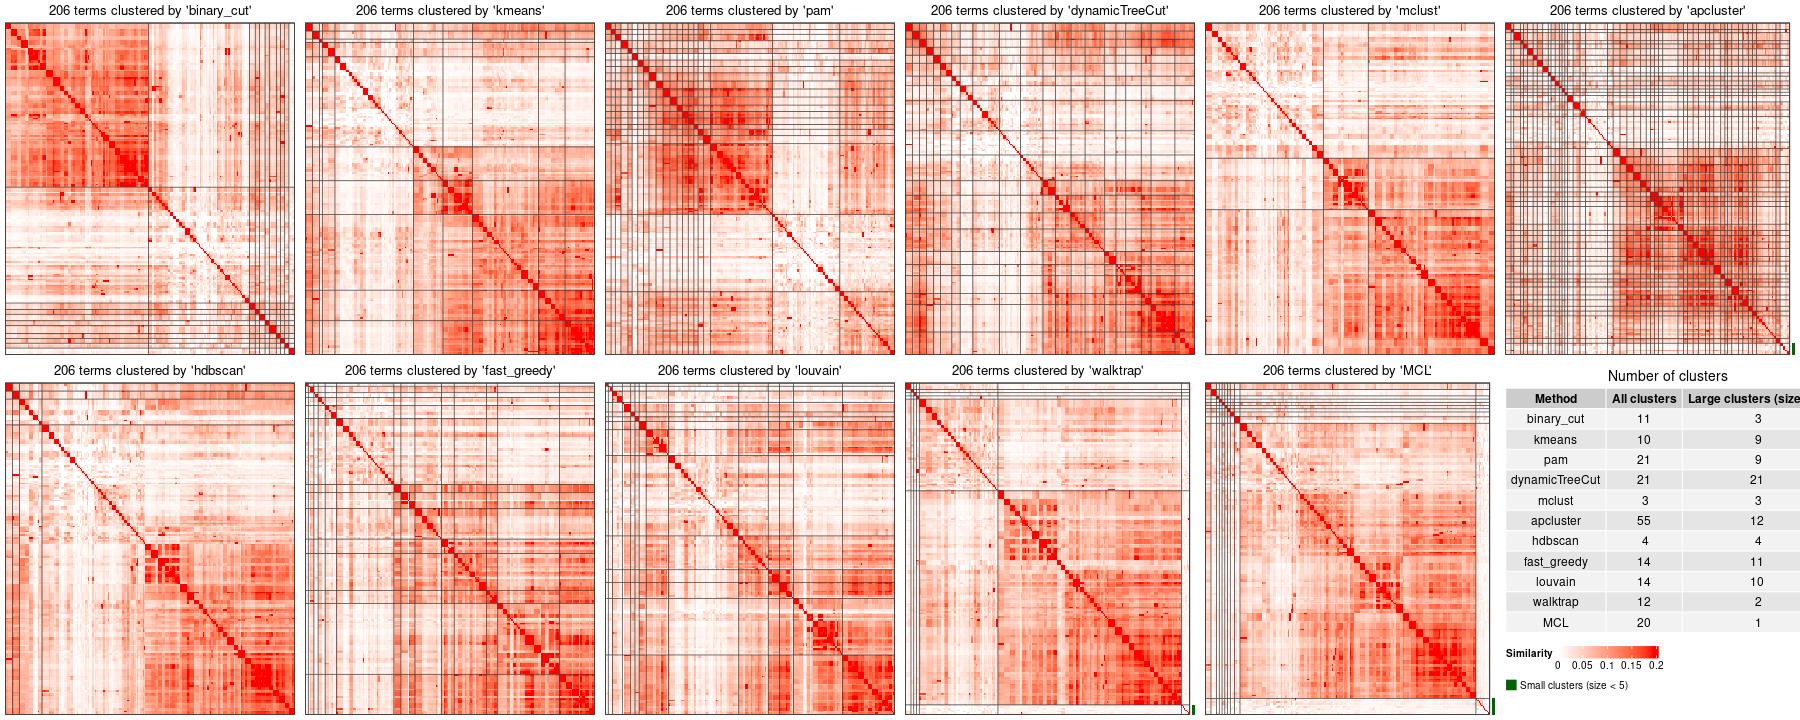 206 terms clustered by 'binary_cut'
206 terms clustered by 'kmeans'
206 terms clustered by 'pam'
206 terms clustered by 'dynamicTreeCut'
206 terms clustered by 'mclust'
206 terms clustered by 'apcluster'
206 terms clustered by 'hdbscan'
206 terms clustered by 'fast_greedy'
206 terms clustered by 'louvain'
206 terms clustered by 'walktrap'
206 terms clustered by 'MCL'
Number of clusters
Method All clusters Large clusters (size
binary_cut 11 3
kmeans 10 9
pam 21 9
dynamicTreeCut 21 21
mclust 3 3
apcluster 55 12
hdbscan 4 4
fast_greedy 14 11
louvain 14 10
walktrap 12 2
MCL 20 1
Similarity
0 0.05 0.1 0.15 0.2
Small clusters (size < 5)